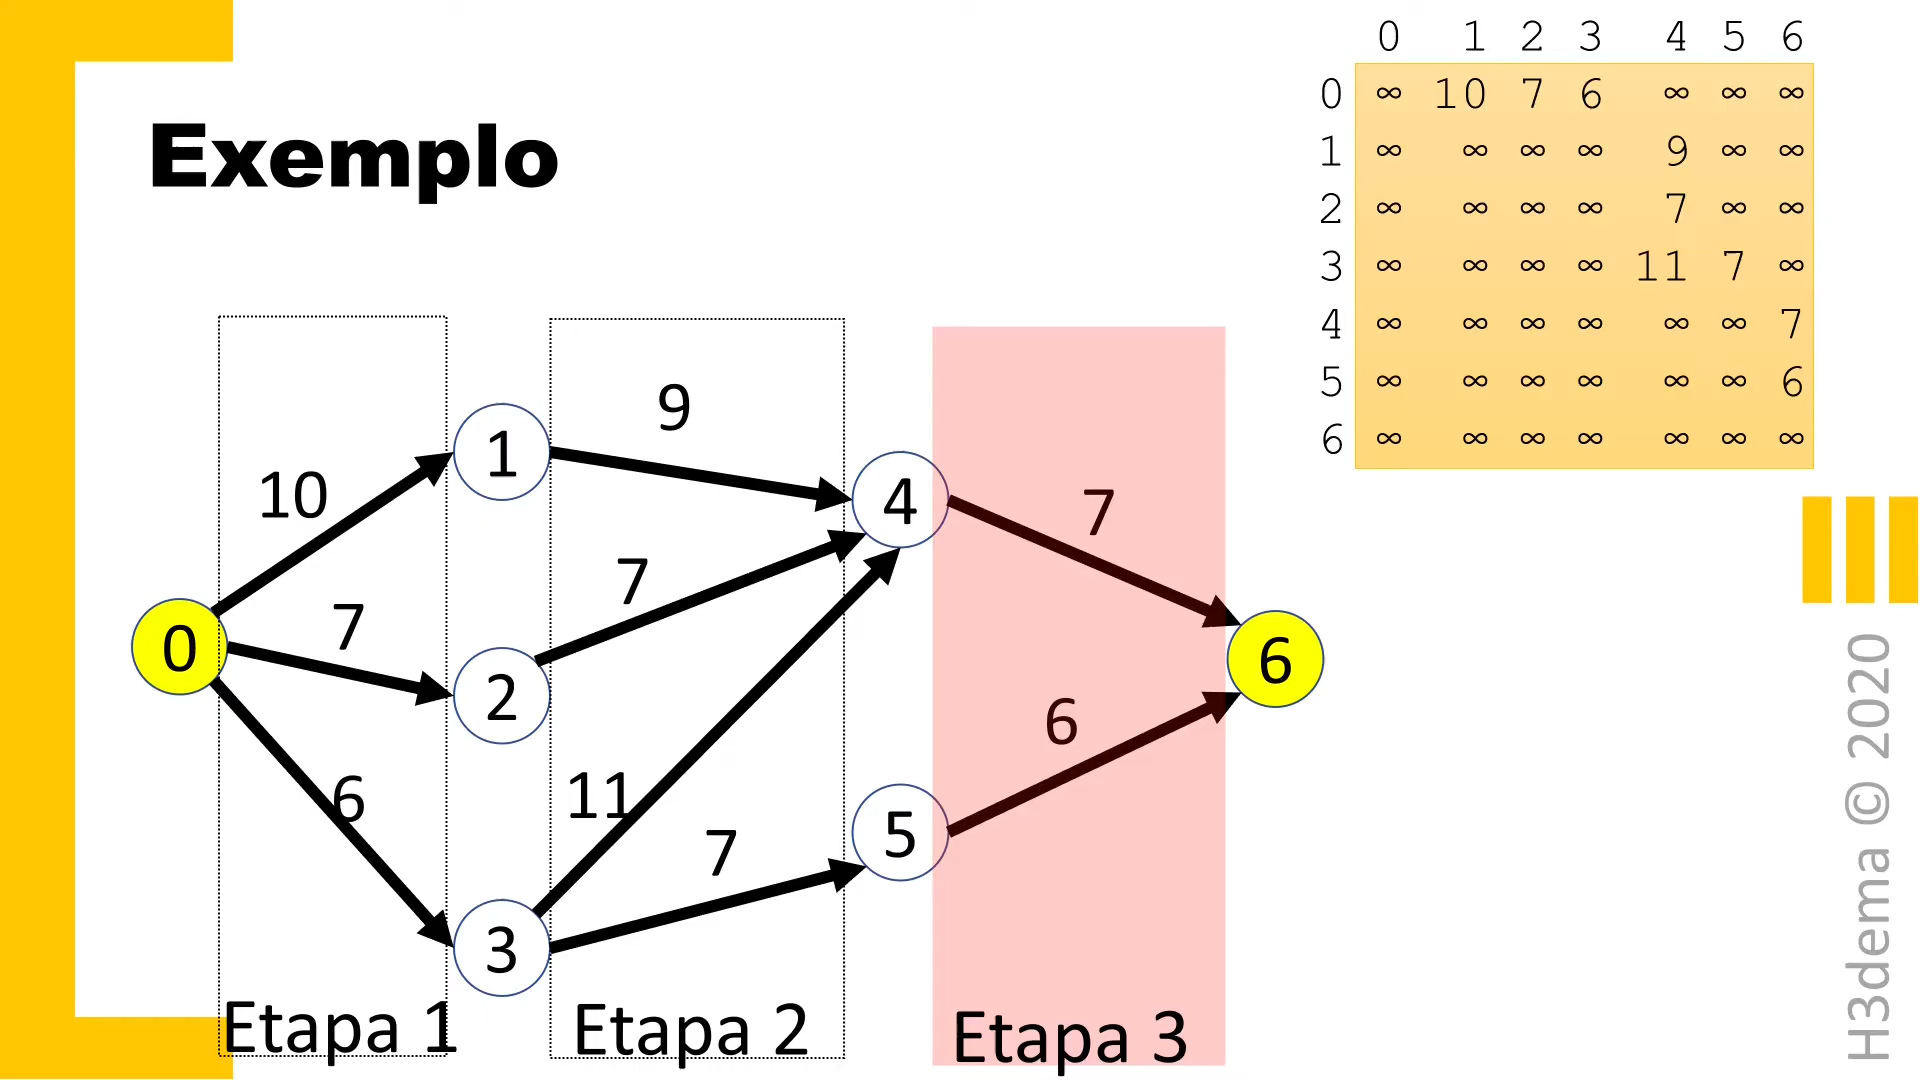 Exemplo
0 1 2 3 4 5 6
0 ∞ 10 7 6 ∞ ∞ ∞
1 ∞ ∞ ∞ ∞ 9 ∞ ∞
2 ∞ ∞ ∞ ∞ 7 ∞ ∞
3 ∞ ∞ ∞ ∞ 11 7 ∞
4 ∞ ∞ ∞ ∞ ∞ ∞ 7
5 ∞ ∞ ∞ ∞ ∞ ∞ 6
6 ∞ ∞ ∞ ∞ ∞ ∞ ∞
9
1
10
4
7
7
7
0
6
2
6
11
6
7
5
3
Etapa 1
Etapa 2
Etapa 3
H3dema © 2020